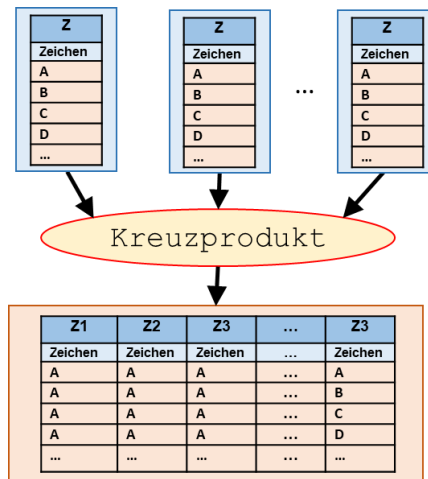 Z Z Z
Zeichen Zeichen Zeichen
A A A
B B ... B
C C C
D D D
... ... ...
Kreuzprodukt
Z1 Z2 Z3 ... Z3
Zeichen Zeichen Zeichen ... Zeichen
A A A ... A
A A A ... B
A A A ... C
A A A ... D
... ... ... ... ...